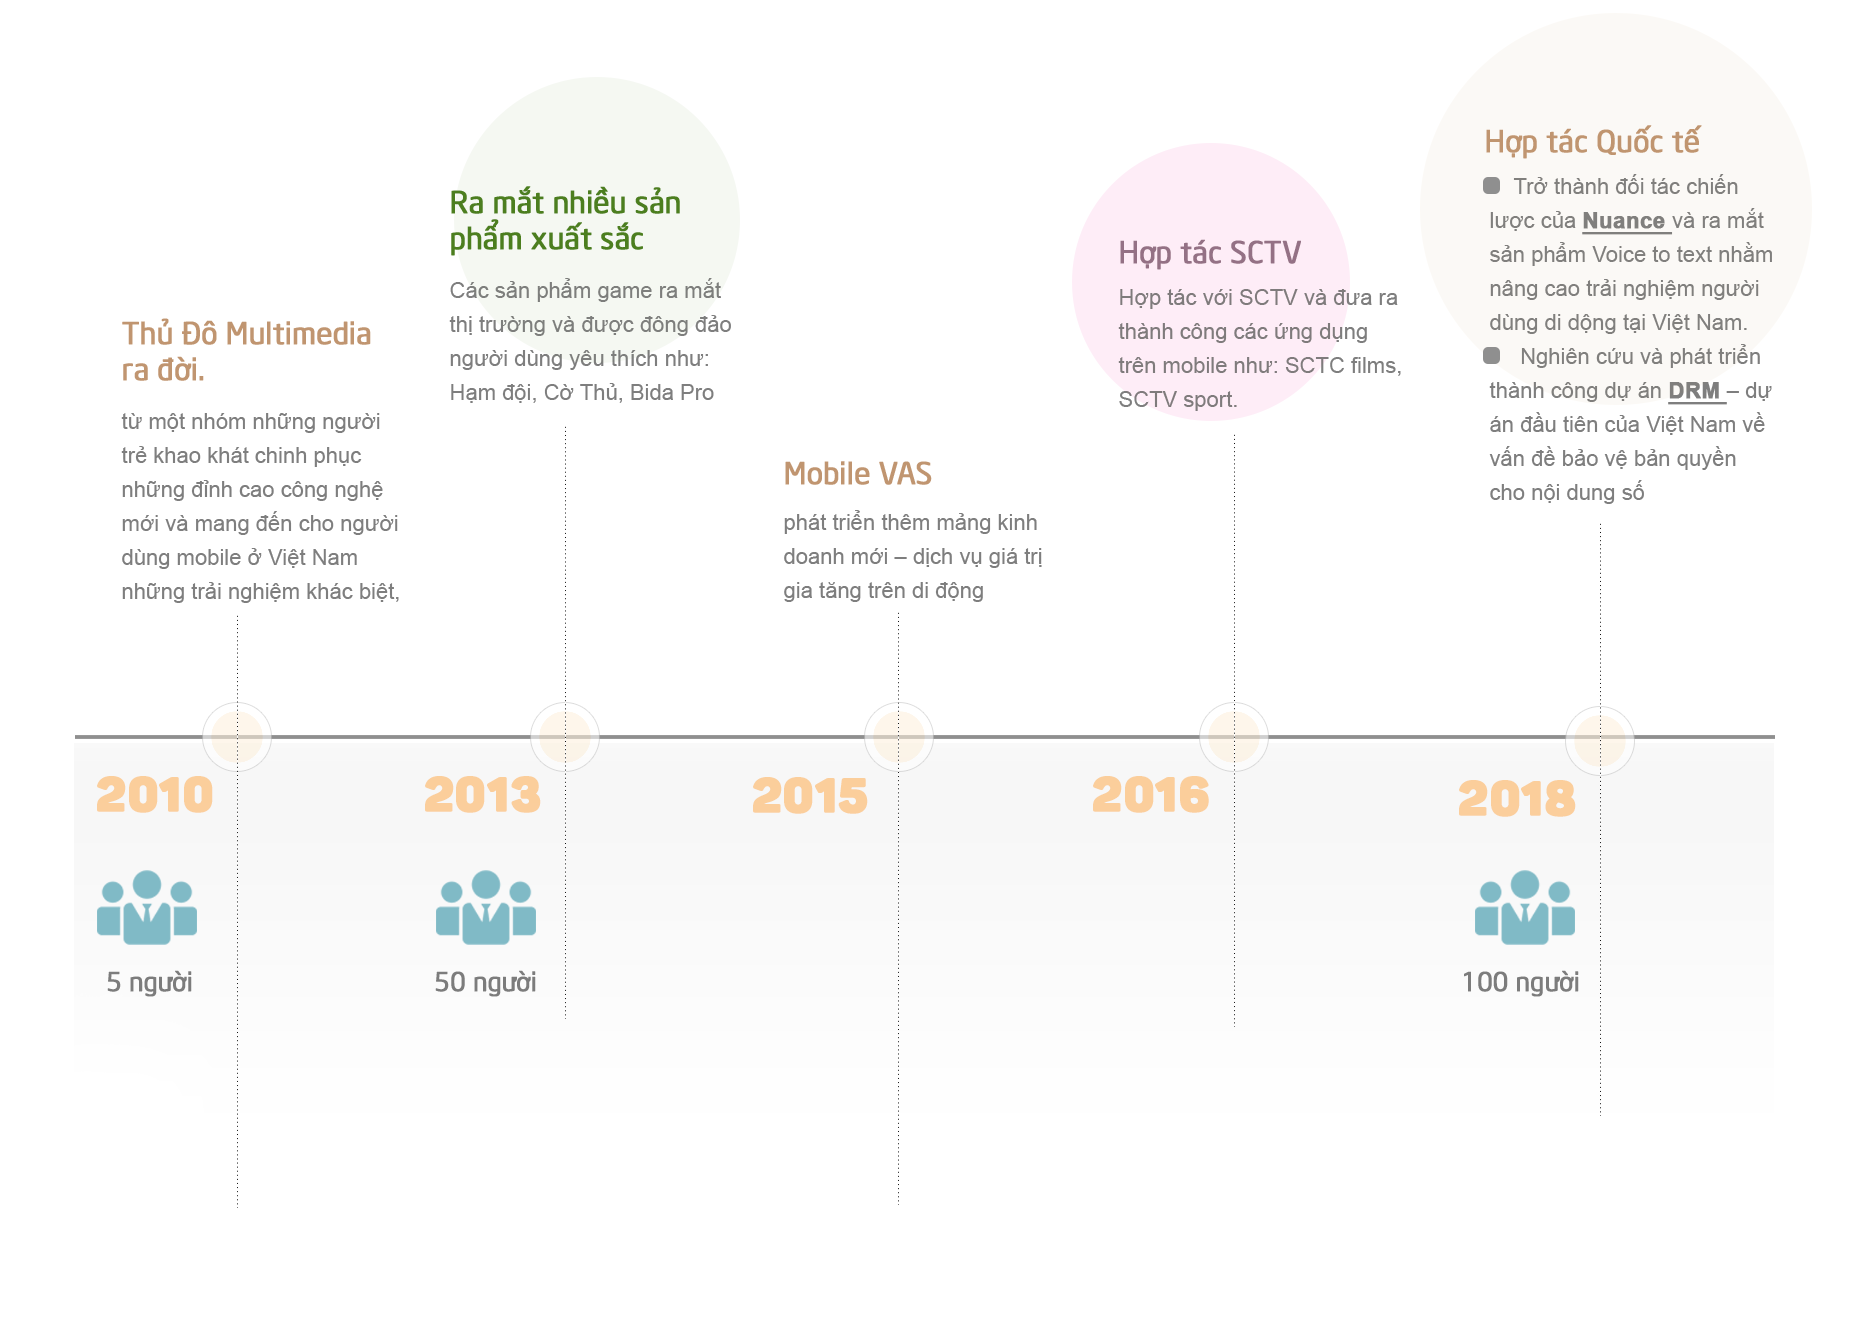 Thủ Đô Multimedia
ra đời.
từ một nhóm những người
trẻ khao khát chinh phục
những đỉnh cao công nghệ
mới và mang đến cho người
dùng mobile ở Việt Nam
những trải nghiệm khác biệt,
Ra mắt nhiều sản
phẩm xuất sắc
Các sản phẩm game ra mắt
thị trường và được đông đảo
người dùng yêu thích như:
Hạm đội, Cờ Thủ, Bida Pro
Mobile VAS
phát triển thêm mảng kinh
doanh mới – dịch vụ giá trị
gia tăng trên di động
Hợp tác SCTV
Hợp tác với SCTV và đưa ra
thành công các ứng dụng
trên mobile như: SCTC films,
SCTV sport.
Hợp tác Quốc tế
Trở thành đối tác chiến
lược của Nuance và ra mắt
sản phẩm Voice to text nhằm
nâng cao trải nghiệm người
dùng di dộng tại Việt Nam.
Nghiên cứu và phát triển
thành công dự án DRM – dự
án đầu tiên của Việt Nam về
vấn đề bảo vệ bản quyền
cho nội dung số
2010
2013
2015
2016
2018
5 người
50 người
100 người